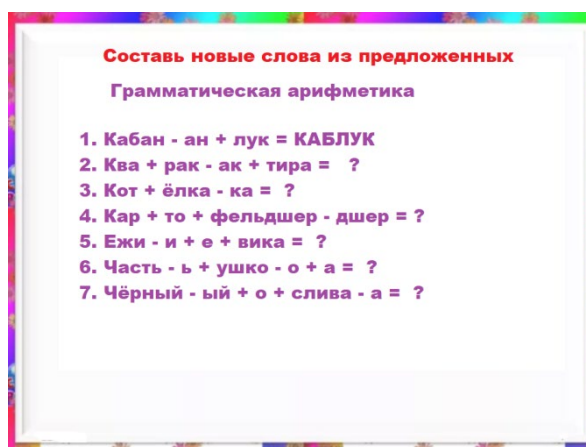 Составь новые слова из предложенных
Грамматическая арифметика
1. Кабан - ан + лук = КАБЛУК
2. Ква + рак - ак + тира = ?
3. Кот + ёлка - ка = ?
4. Кар + то + фельдшер - дшер = ?
5. Ежи - и + е + вика = ?
6. Часть - ь + ушко - о + а = ?
7. Чёрный - ый + о + слива - а = ?